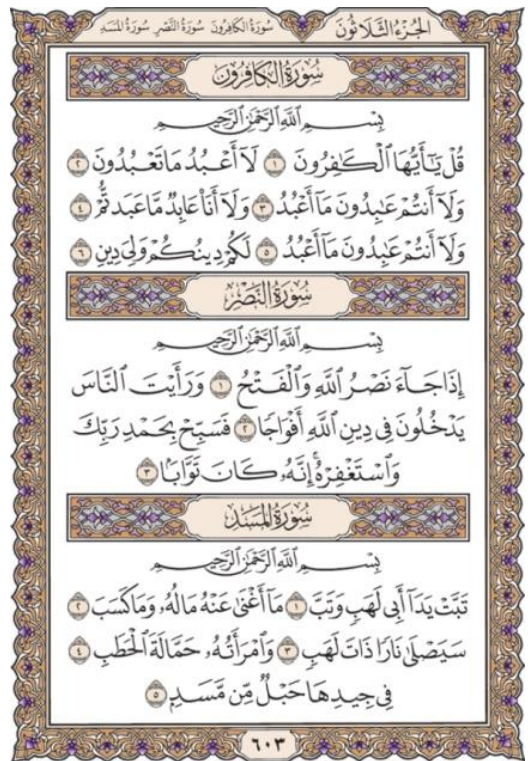 الجُزْءُ الثَّلَاثُونَ سُورَةُ الكَافِرُونَ سُورَةُ النَّصْرِ سُورَةُ المَسَدِ
سُورَةُ الكَافِرُونَ
بِسْمِ ٱللَّهِ ٱلرَّحْمَٰنِ ٱلرَّحِيمِ
قُلْ يَٰٓأَيُّهَا ٱلْكَٰفِرُونَ ١ لَآ أَعْبُدُ مَا تَعْبُدُونَ ٢
وَلَآ أَنتُمْ عَٰبِدُونَ مَآ أَعْبُدُ ٣ وَلَآ أَنَا۠ عَابِدٌ مَّا عَبَدتُّمْ ٤
وَلَآ أَنتُمْ عَٰبِدُونَ مَآ أَعْبُدُ ٥ لَكُمْ دِينُكُمْ وَلِيَ دِينِ ٦
سُورَةُ النَّصْرِ
بِسْمِ ٱللَّهِ ٱلرَّحْمَٰنِ ٱلرَّحِيمِ
إِذَا جَآءَ نَصْرُ ٱللَّهِ وَٱلْفَتْحُ ١ وَرَأَيْتَ ٱلنَّاسَ
يَدْخُلُونَ فِي دِينِ ٱللَّهِ أَفْوَاجًا ٢ فَسَبِّحْ بِحَمْدِ رَبِّكَ
وَٱسْتَغْفِرْهُ ۚ إِنَّهُۥ كَانَ تَوَّابًۢا ٣
سُورَةُ المَسَدِ
بِسْمِ ٱللَّهِ ٱلرَّحْمَٰنِ ٱلرَّحِيمِ
تَبَّتْ يَدَآ أَبِي لَهَبٍ وَتَبَّ ١ مَآ أَغْنَىٰ عَنْهُ مَالُهُۥ وَمَا كَسَبَ ٢
سَيَصْلَىٰ نَارًا ذَاتَ لَهَبٍ ٣ وَٱمْرَأَتُهُۥ حَمَّالَةَ ٱلْحَطَبِ ٤
فِي جِيدِهَا حَبْلٌ مِّن مَّسَدٍۭ ٥
٦٠٣